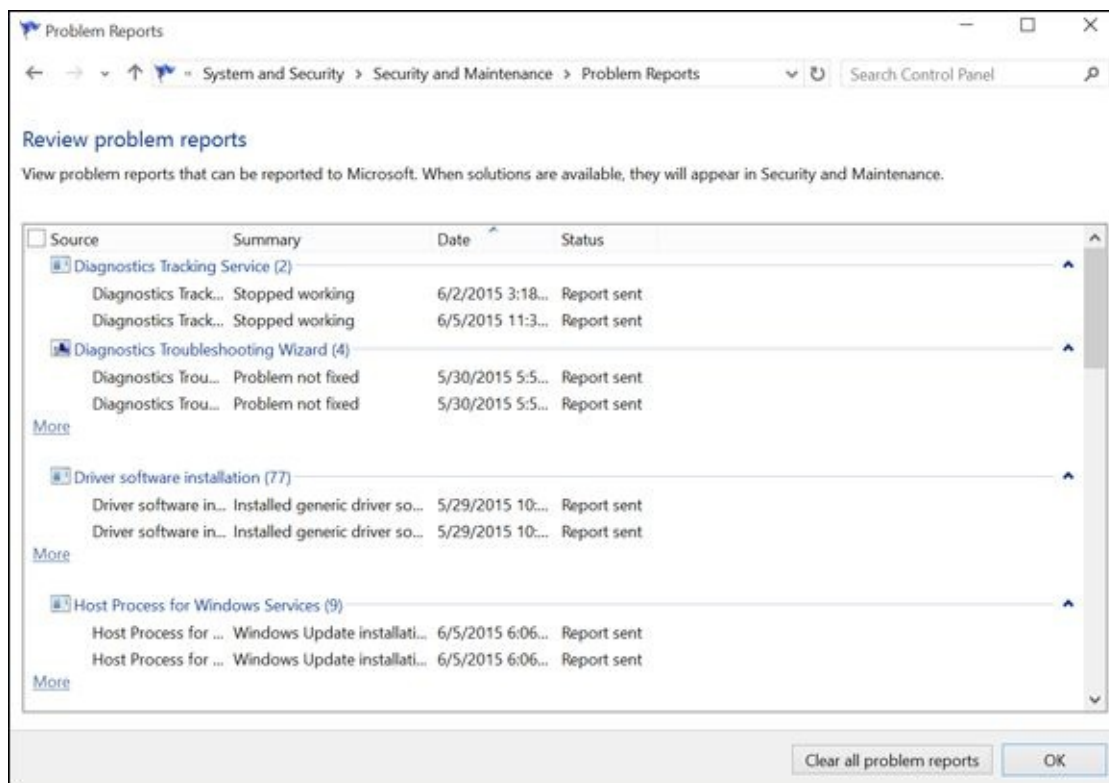 Problem Reports
« System and Security > Security and Maintenance > Problem Reports Search Control Panel
Review problem reports
View problem reports that can be reported to Microsoft. When solutions are available, they will appear in Security and Maintenance.
Source Summary Date Status
Diagnostics Tracking Service (2)
Diagnostics Track... Stopped working 6/2/2015 3:18... Report sent
Diagnostics Track... Stopped working 6/5/2015 11:3... Report sent
Diagnostics Troubleshooting Wizard (4)
Diagnostics Trou... Problem not fixed 5/30/2015 5:5... Report sent
Diagnostics Trou... Problem not fixed 5/30/2015 5:5... Report sent
More
Driver software installation (77)
Driver software in... Installed generic driver so... 5/29/2015 10:... Report sent
Driver software in... Installed generic driver so... 5/29/2015 10:... Report sent
More
Host Process for Windows Services (9)
Host Process for ... Windows Update installati... 6/5/2015 6:06... Report sent
Host Process for ... Windows Update installati... 6/5/2015 6:06... Report sent
More
Clear all problem reports OK